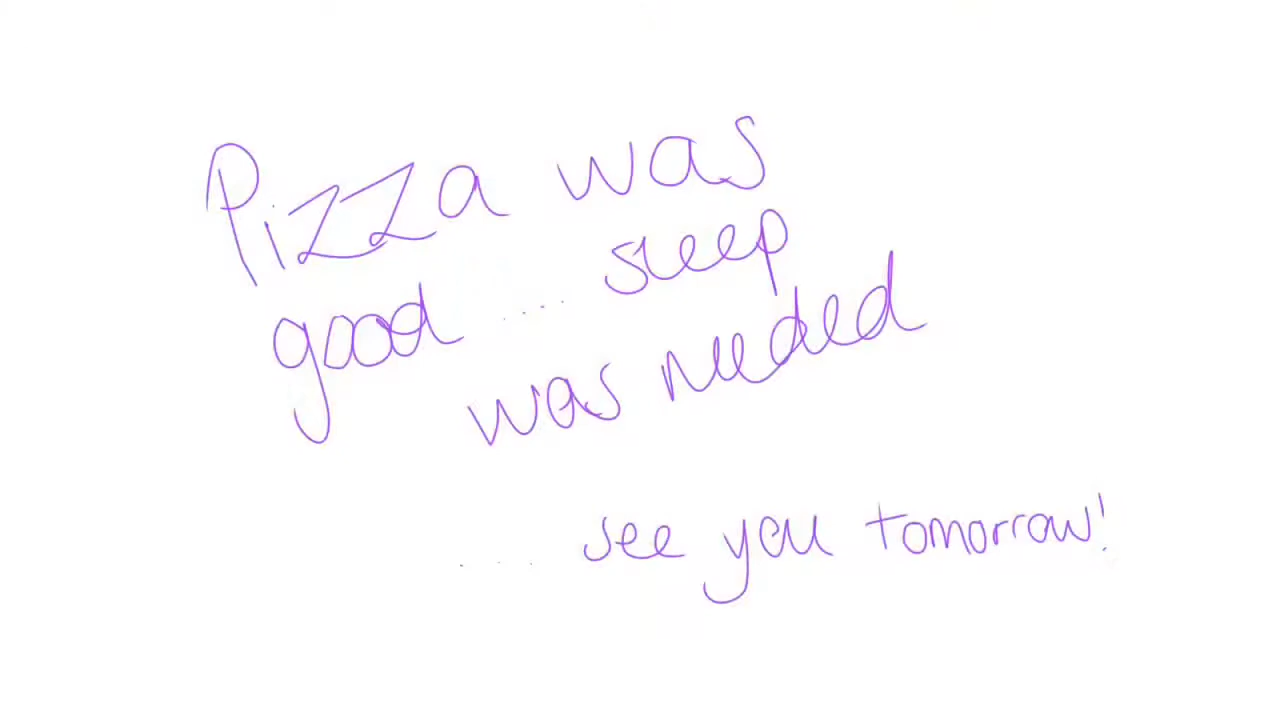 Pizza was
good .... sleep
was needed
.... see you tomorrow!